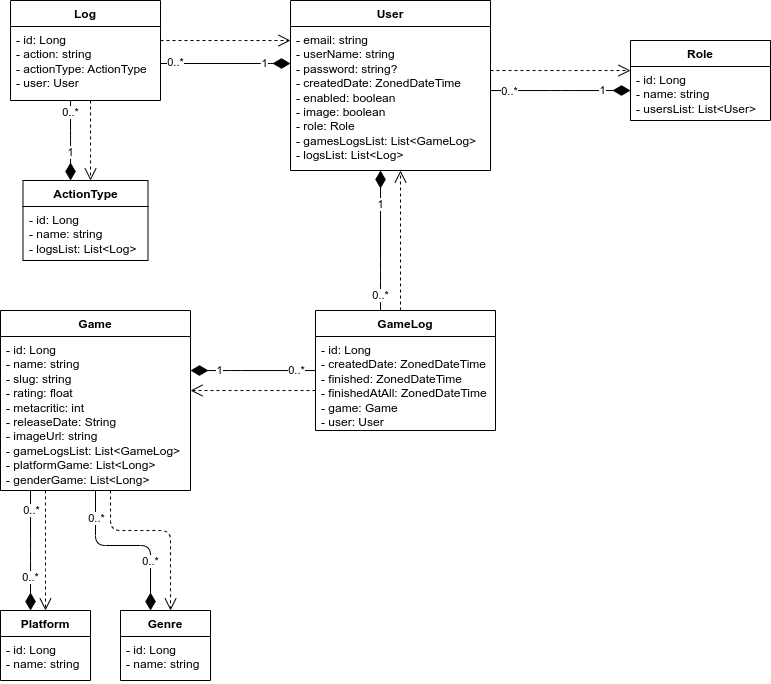 Log
- id: Long
- action: string
- actionType: ActionType
- user: User
0..*
1
User
- email: string
- userName: string
- password: string?
- createdDate: ZonedDateTime
- enabled: boolean
- image: boolean
- role: Role
- gamesLogsList: List<GameLog>
- logsList: List<Log>
0..*
1
Role
- id: Long
- name: string
- usersList: List<User>
0..*
1
ActionType
- id: Long
- name: string
- logsList: List<Log>
1
0..*
Game
- id: Long
- name: string
- slug: string
- rating: float
- metacritic: int
- releaseDate: String
- imageUrl: string
- gameLogsList: List<GameLog>
- platformGame: List<Long>
- genderGame: List<Long>
1
0..*
GameLog
- id: Long
- createdDate: ZonedDateTime
- finished: ZonedDateTime
- finishedAtAll: ZonedDateTime
- game: Game
- user: User
0..*
0..*
0..*
0..*
Platform
- id: Long
- name: string
Genre
- id: Long
- name: string